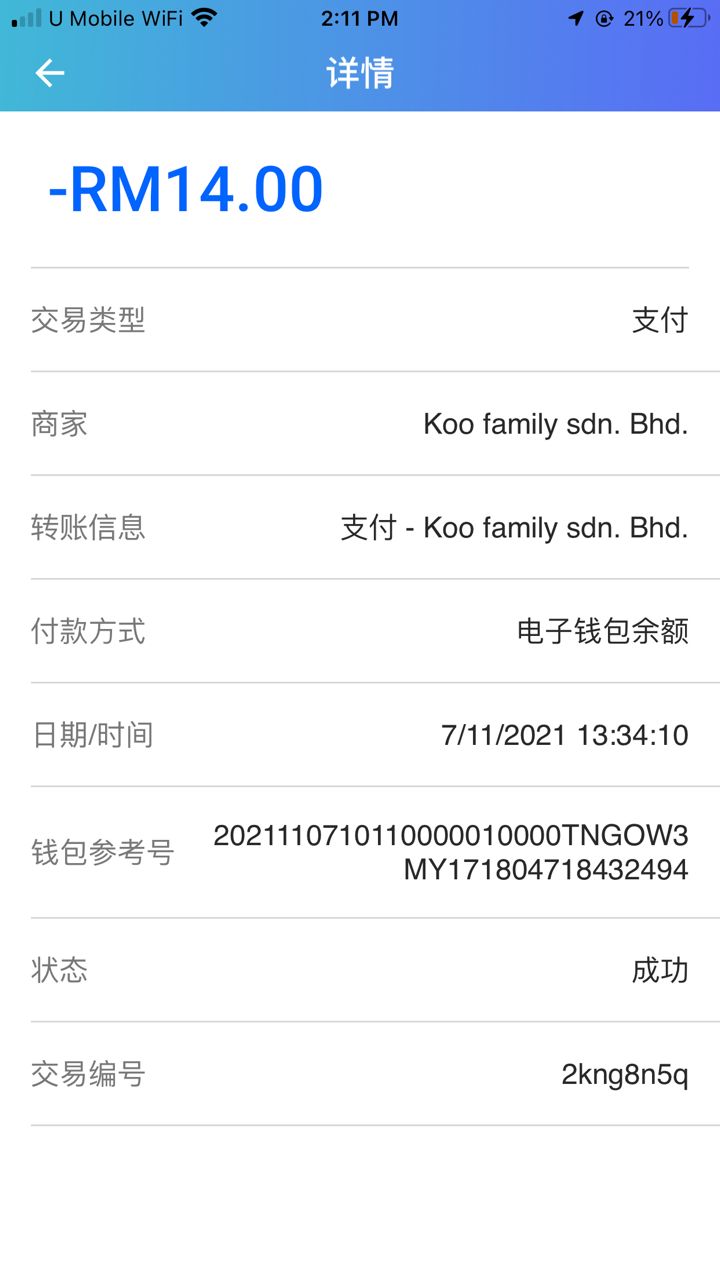 U Mobile WiFi 2:11 PM 21%
详情
-RM14.00
交易类型 支付
商家 Koo family sdn. Bhd.
转账信息 支付 - Koo family sdn. Bhd.
付款方式 电子钱包余额
日期/时间 7/11/2021 13:34:10
钱包参考号 20211107101100000010000TNGOW3
MY171804718432494
状态 成功
交易编号 2kng8n5q